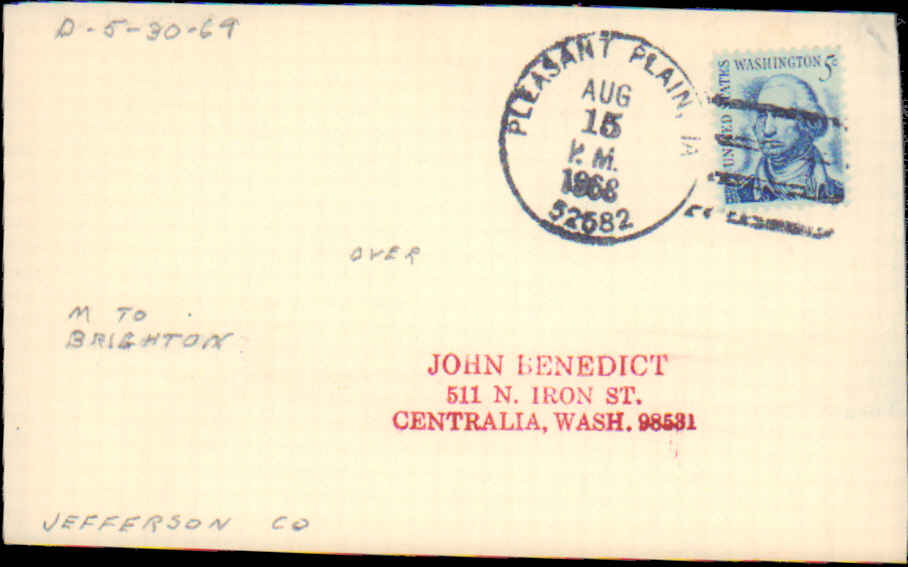 D-5-30-69
PLEASANT PLAIN, IA
AUG
15
P.M.
1968
52582
UNITED STATES
WASHINGTON 5c
OVER
M TO
BRIGHTON
JOHN BENEDICT
511 N. IRON ST.
CENTRALIA, WASH. 98531
JEFFERSON CO